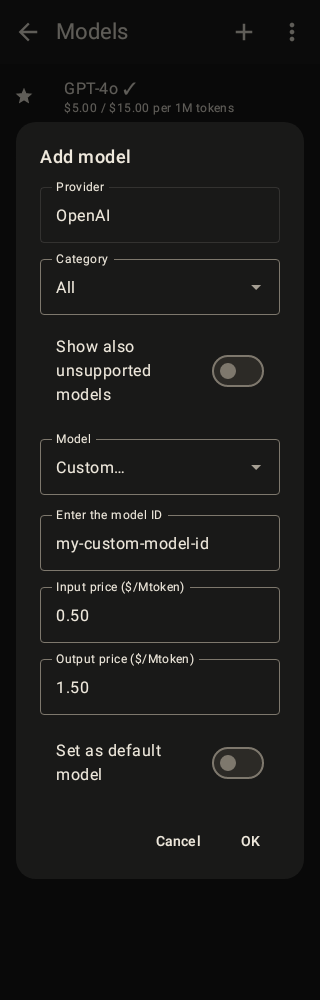 Models
GPT-4o ✓
$5.00 / $15.00 per 1M tokens
Add model
Provider
OpenAI
Category
All
Show also
unsupported
models
Model
Custom…
Enter the model ID
my-custom-model-id
Input price ($/Mtoken)
0.50
Output price ($/Mtoken)
1.50
Set as default
model
Cancel OK